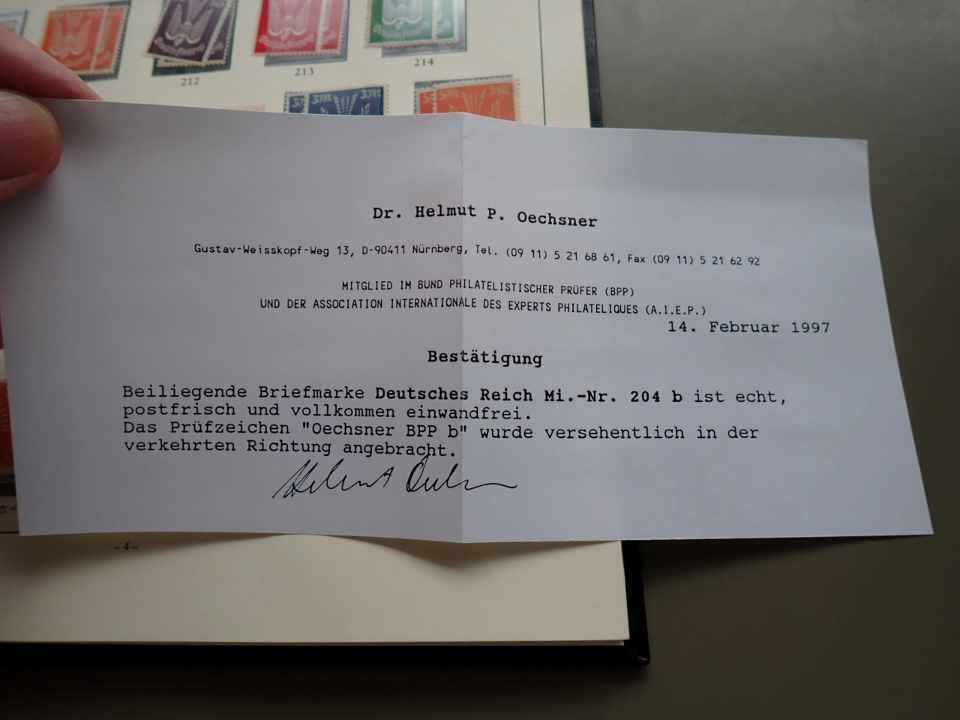 212
213
214
Dr. Helmut P. Oechsner
Gustav-Weisskopf-Weg 13, D-90411 Nürnberg, Tel. (09 11) 5 21 68 61, Fax (09 11) 5 21 62 92
MITGLIED IM BUND PHILATELISTISCHER PRÜFER (BPP)
UND DER ASSOCIATION INTERNATIONALE DES EXPERTS PHILATELIQUES (A.I.E.P.)
14. Februar 1997
Bestätigung
Beiliegende Briefmarke Deutsches Reich Mi.-Nr. 204 b ist echt,
postfrisch und vollkommen einwandfrei.
Das Prüfzeichen "Oechsner BPP b" wurde versehentlich in der
verkehrten Richtung angebracht.
-4-